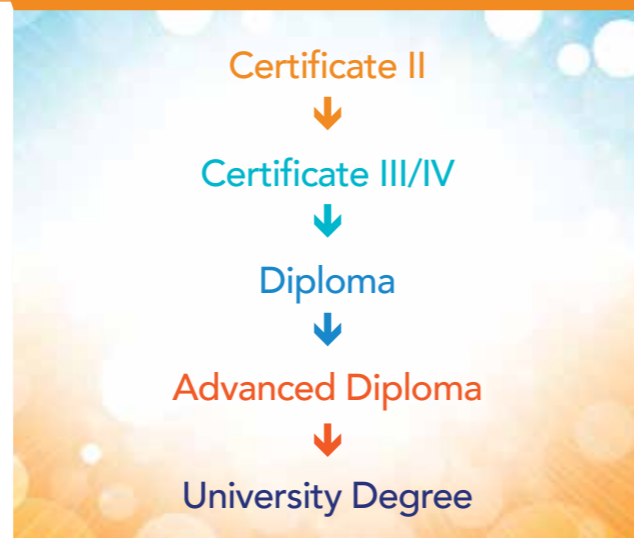 Certificate II
Certificate III/IV
Diploma
Advanced Diploma
University Degree